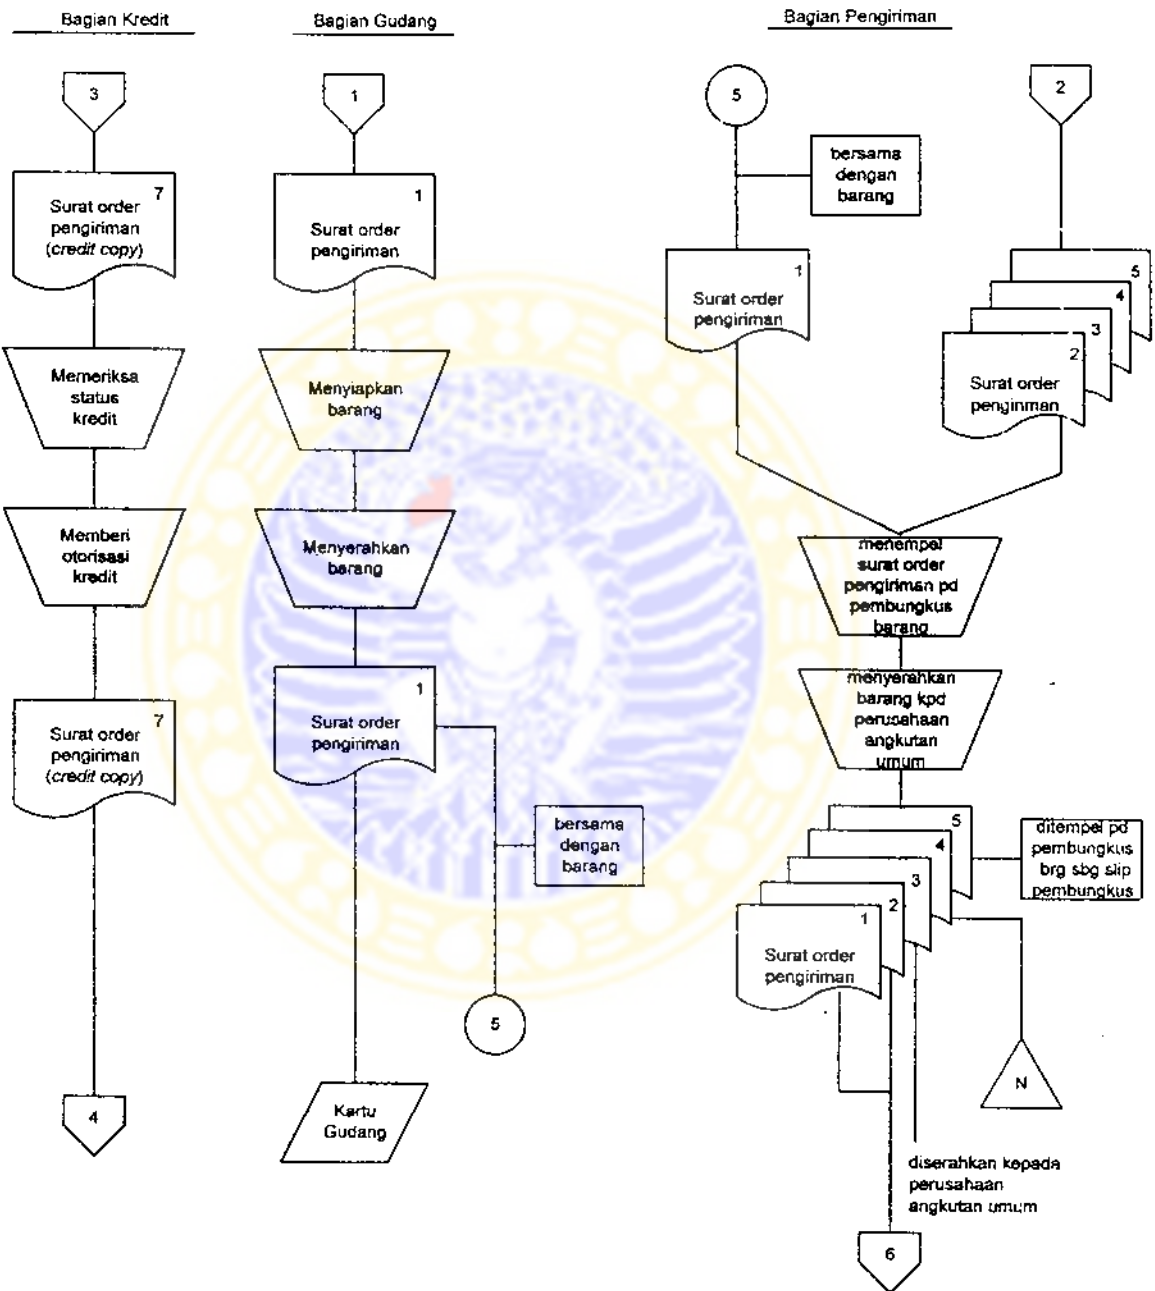 Bagian Kredit
Bagian Gudang
Bagian Pengiriman
3
7
Surat order
pengiriman
(credit copy)
Memeriksa
status
kredit
Memberi
otorisasi
kredit
7
Surat order
pengiriman
(credit copy)
4
1
1
Surat order
pengiriman
Menyiapkan
barang
Menyerahkan
barang
1
Surat order
pengiriman
bersama
dengan
barang
5
Kartu
Gudang
5
bersama
dengan
barang
1
Surat order
pengiriman
2
5
4
3
2
Surat order
pengiriman
menempel
surat order
pengiriman pd
pembungkus
barang
menyerahkan
barang kpd
perusahaan
angkutan
umum
5
4
3
2
1
Surat order
pengiriman
ditempel pd
pembungkus
brg sbg slip
pembungkus
N
diserahkan kepada
perusahaan
angkutan umum
6